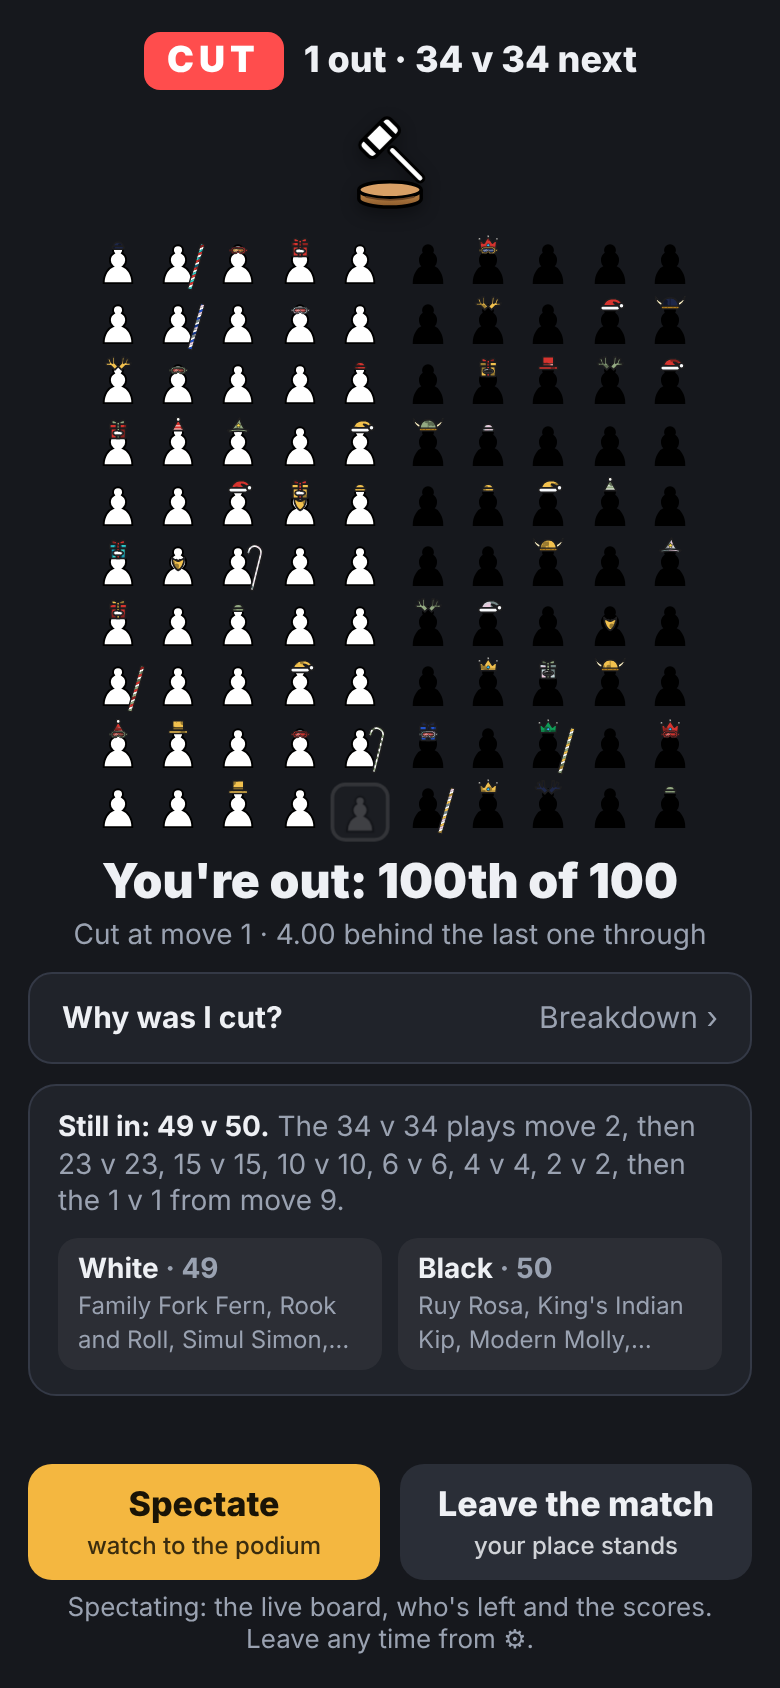 CUT 1 out · 34 v 34 next
You're out: 100th of 100
Cut at move 1 · 4.00 behind the last one through
Why was I cut? Breakdown ›
Still in: 49 v 50. The 34 v 34 plays move 2, then
23 v 23, 15 v 15, 10 v 10, 6 v 6, 4 v 4, 2 v 2, then
the 1 v 1 from move 9.
White · 49
Family Fork Fern, Rook
and Roll, Simul Simon,...
Black · 50
Ruy Rosa, King's Indian
Kip, Modern Molly,...
Spectate
watch to the podium
Leave the match
your place stands
Spectating: the live board, who's left and the scores.
Leave any time from ⚙.